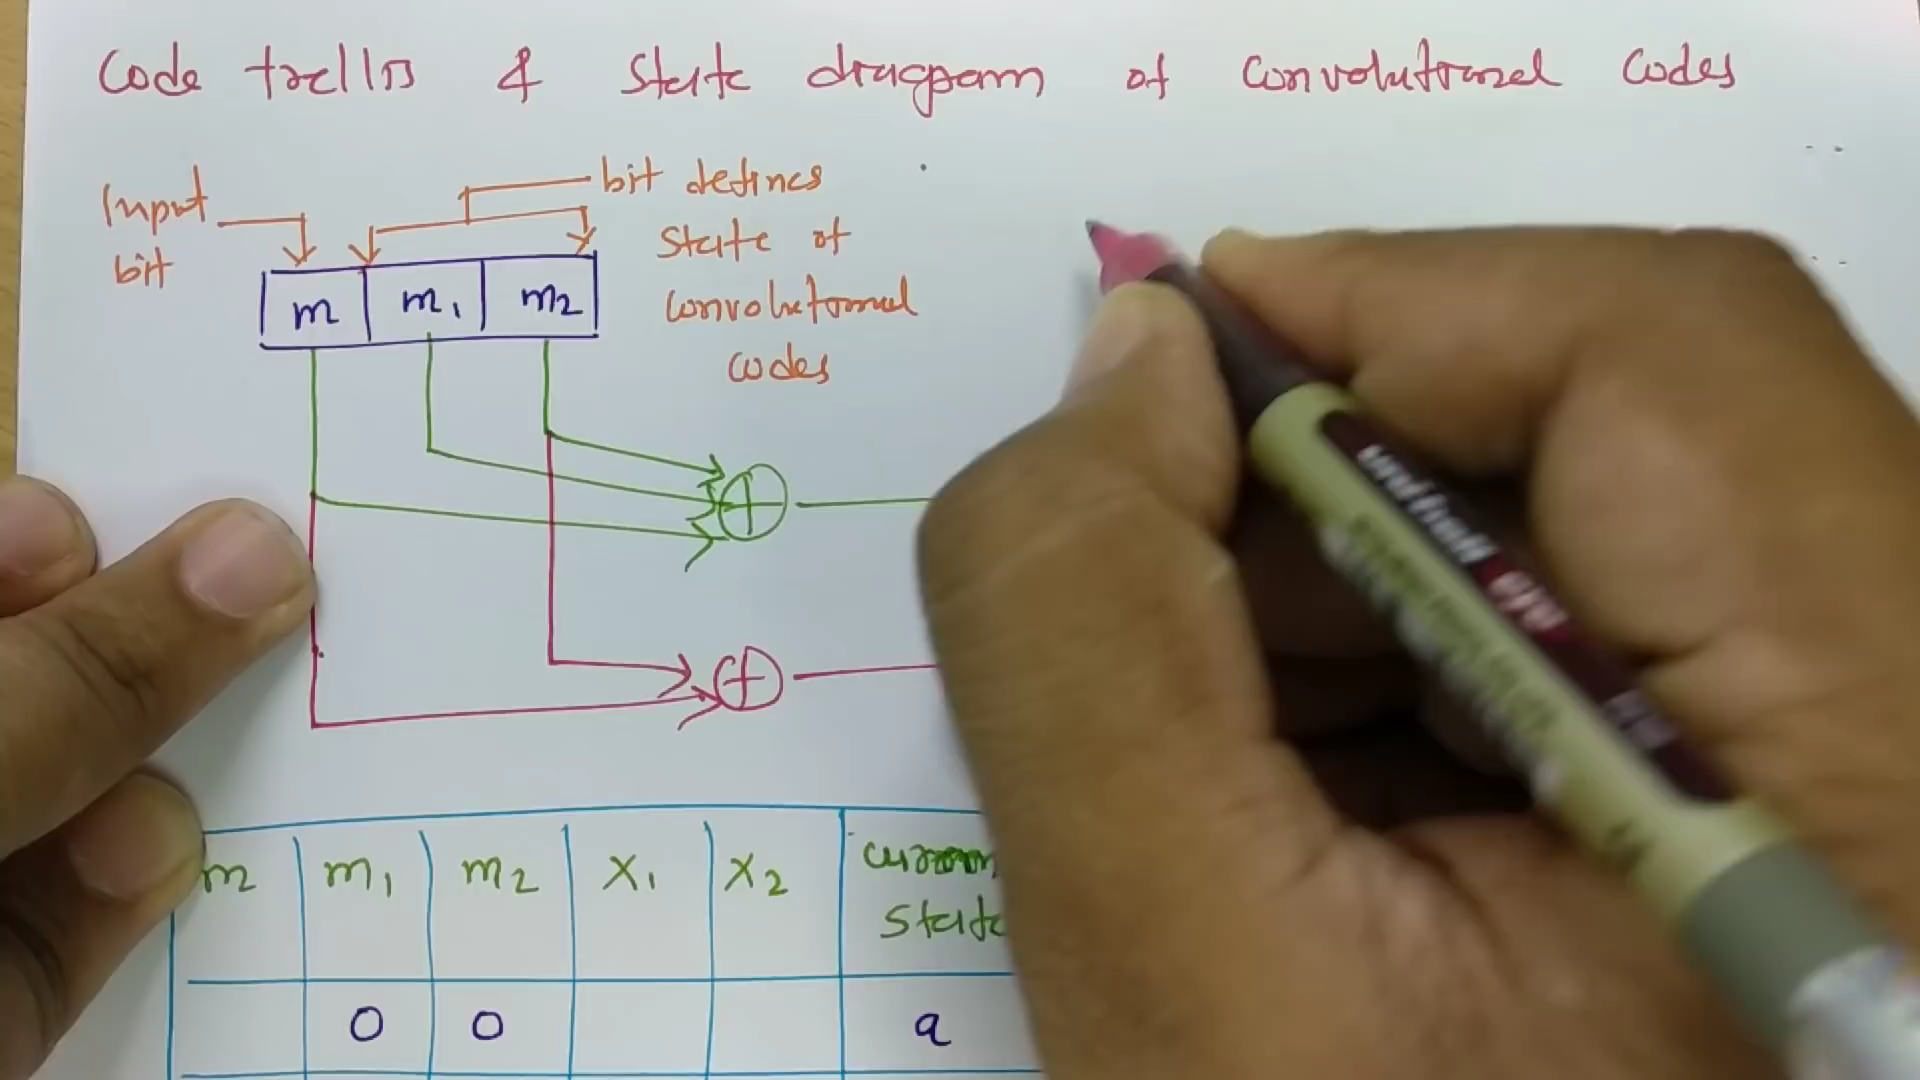 Code trellis & State diagram of Convolutional Codes
Input
bit
bit defines
State of
Convolutional
Codes
m m1 m2
m m1 m2 X1 X2
State
0 0 a